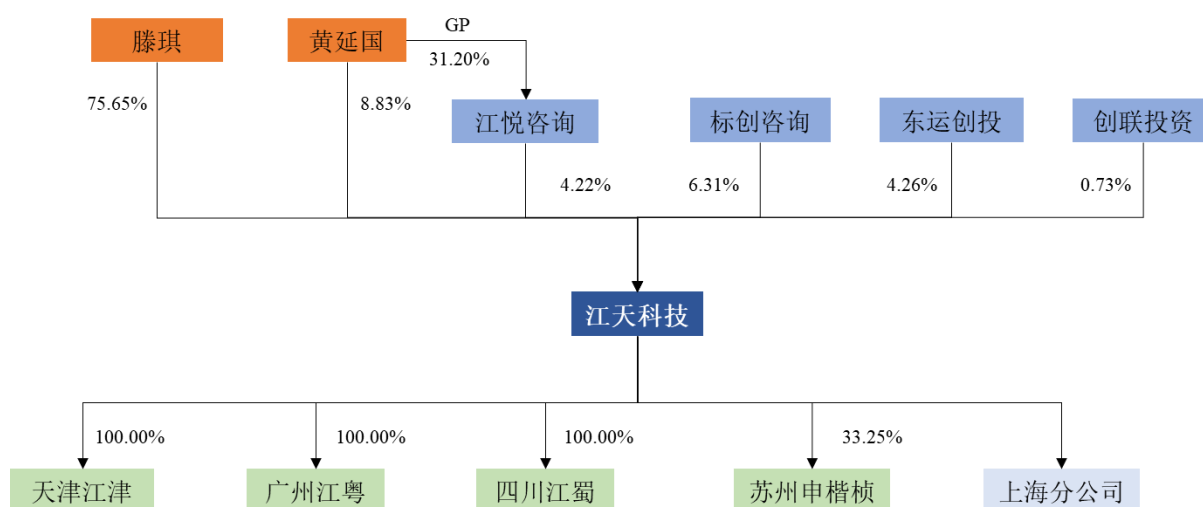 滕琪
黄延国
GP
31.20%
75.65%
8.83%
江悦咨询
标创咨询
东运创投
创联投资
4.22%
6.31%
4.26%
0.73%
江天科技
100.00%
100.00%
100.00%
33.25%
天津江津
广州江粤
四川江蜀
苏州申楷桢
上海分公司